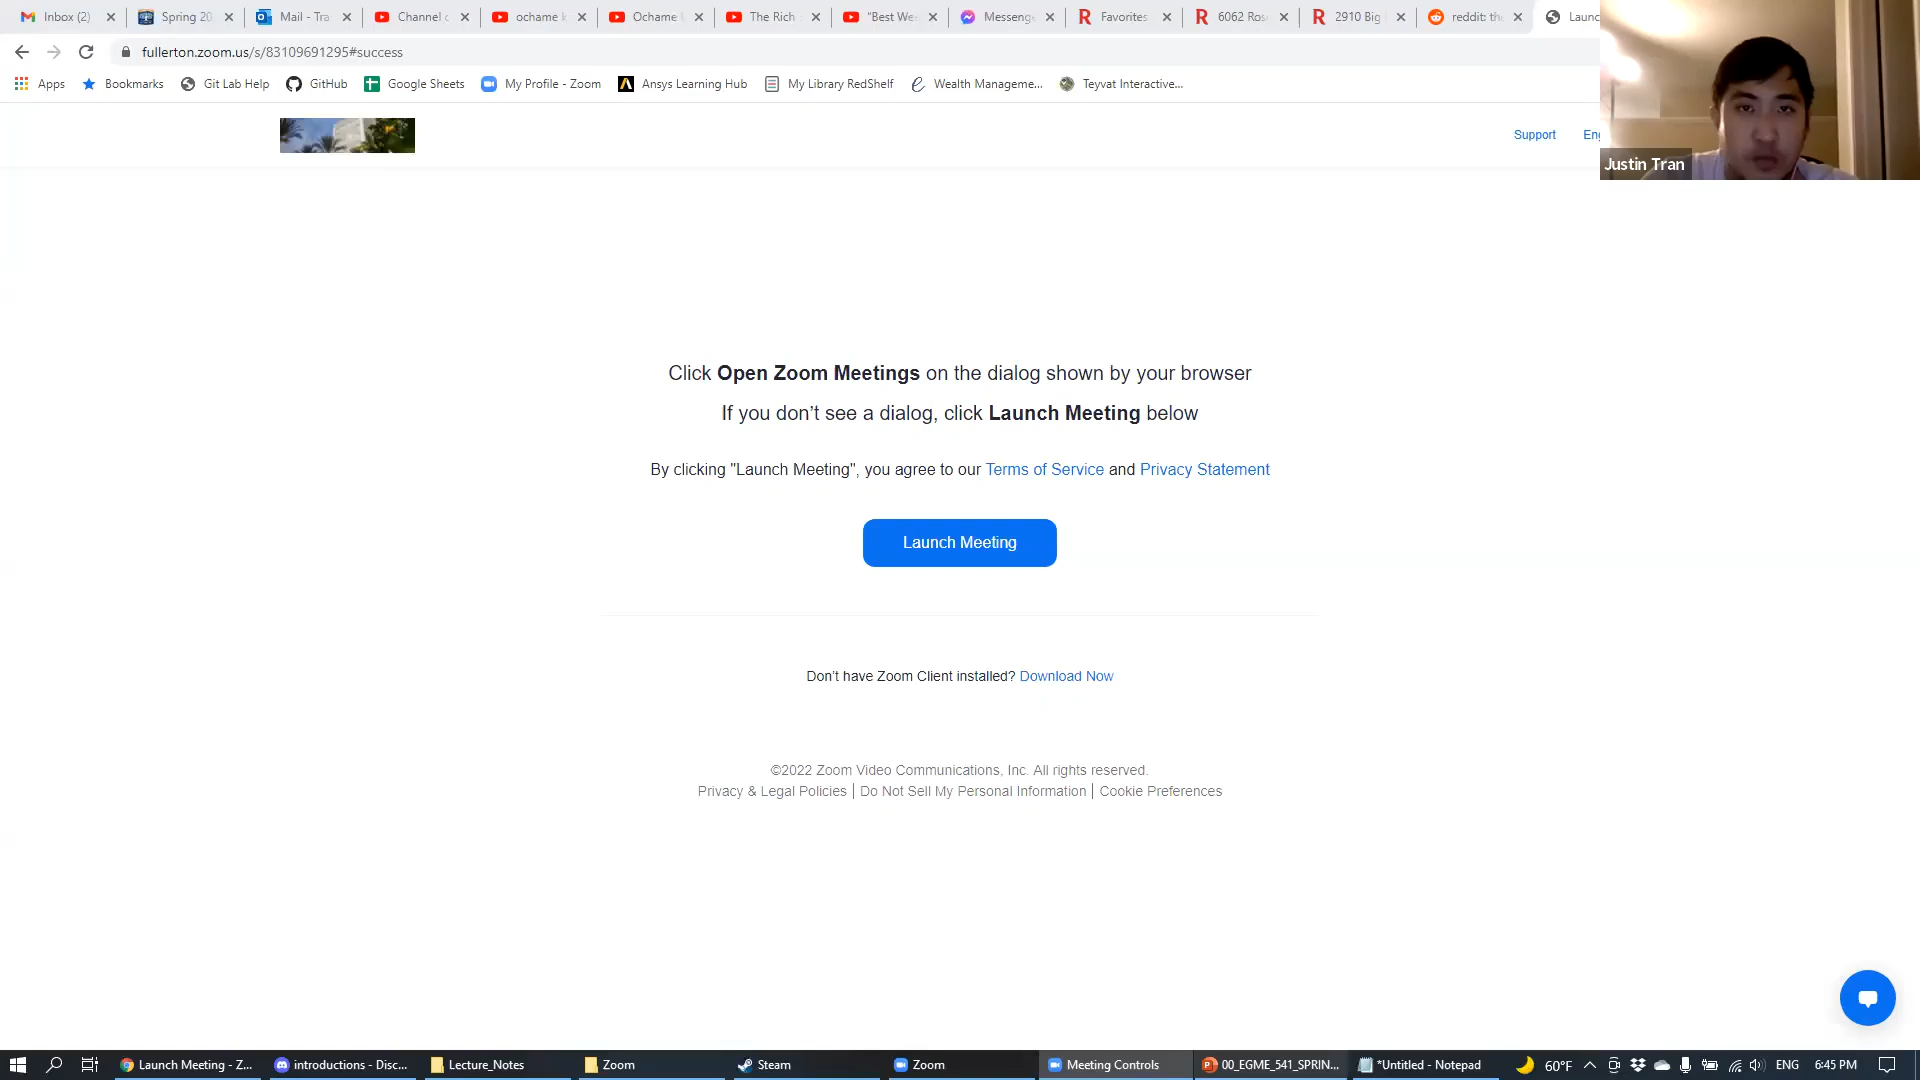 Inbox (2)
Spring 20
Mail - Tra
Channel c
ochame k
Ochame
The Rich
"Best We
Messeng
Favorites
6062 Ros
2910 Big
reddit: th
Launc
fullerton.zoom.us/s/83109691295#success
Apps
Bookmarks
Git Lab Help
GitHub
Google Sheets
My Profile - Zoom
Ansys Learning Hub
My Library RedShelf
Wealth Manageme...
Teyvat Interactive...
Support
Eng
Justin Tran
Click Open Zoom Meetings on the dialog shown by your browser
If you don’t see a dialog, click Launch Meeting below
By clicking "Launch Meeting", you agree to our Terms of Service and Privacy Statement
Launch Meeting
Don’t have Zoom Client installed? Download Now
©2022 Zoom Video Communications, Inc. All rights reserved.
Privacy & Legal Policies | Do Not Sell My Personal Information | Cookie Preferences
Launch Meeting - Z...
introductions - Disc...
Lecture_Notes
Zoom
Steam
Zoom
Meeting Controls
00_EGME_541_SPRIN...
*Untitled - Notepad
60°F
ENG
6:45 PM